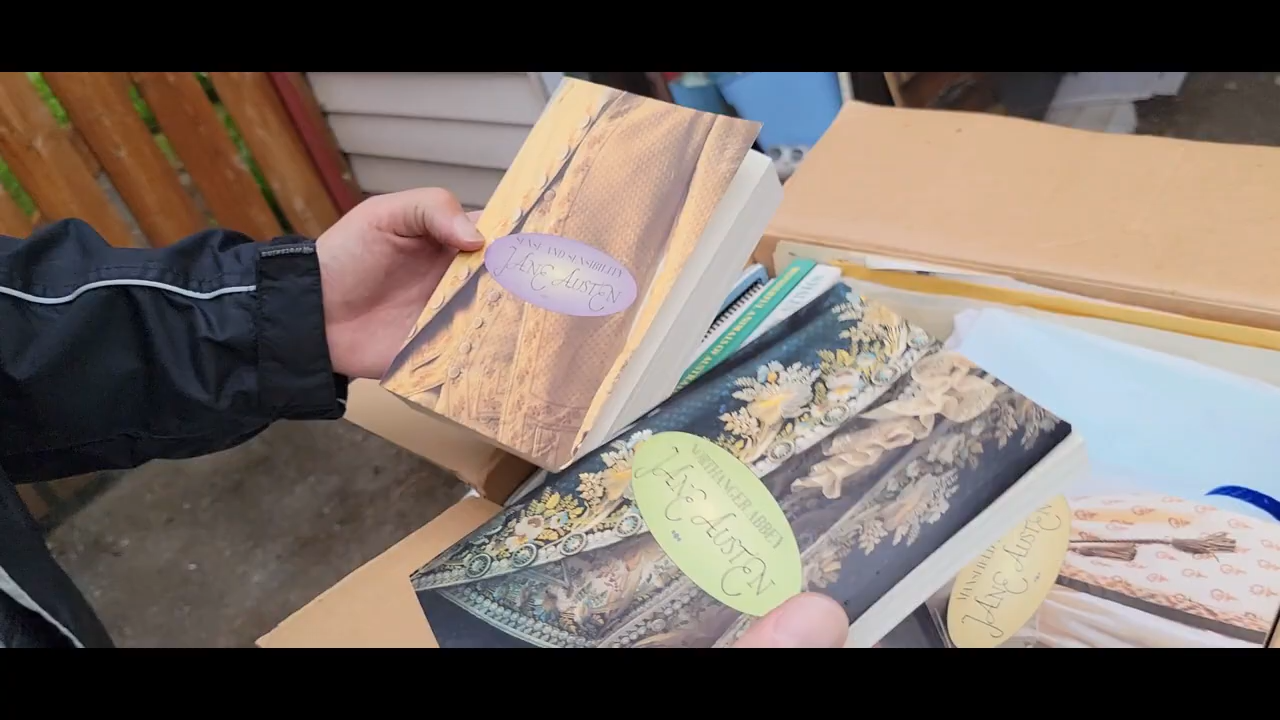 SENSE AND SENSIBILITY
JANE AUSTEN
NORTHANGER ABBEY
JANE AUSTEN
JANE AUSTEN